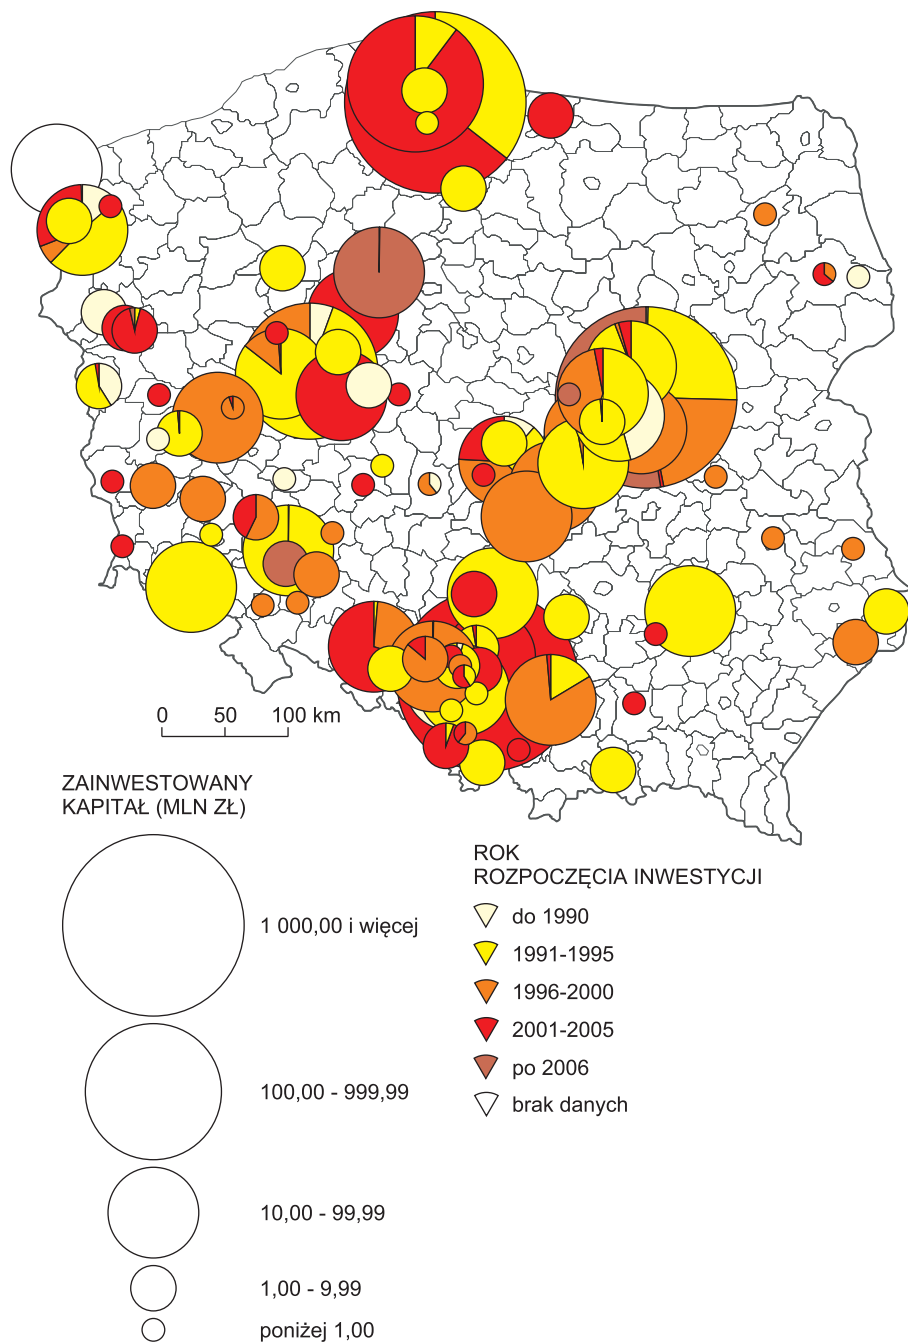 0 50 100 km
ZAINWESTOWANY
KAPITAŁ (MLN ZŁ)
1 000,00 i więcej
100,00 - 999,99
10,00 - 99,99
1,00 - 9,99
poniżej 1,00
ROK
ROZPOCZĘCIA INWESTYCJI
do 1990
1991-1995
1996-2000
2001-2005
po 2006
brak danych